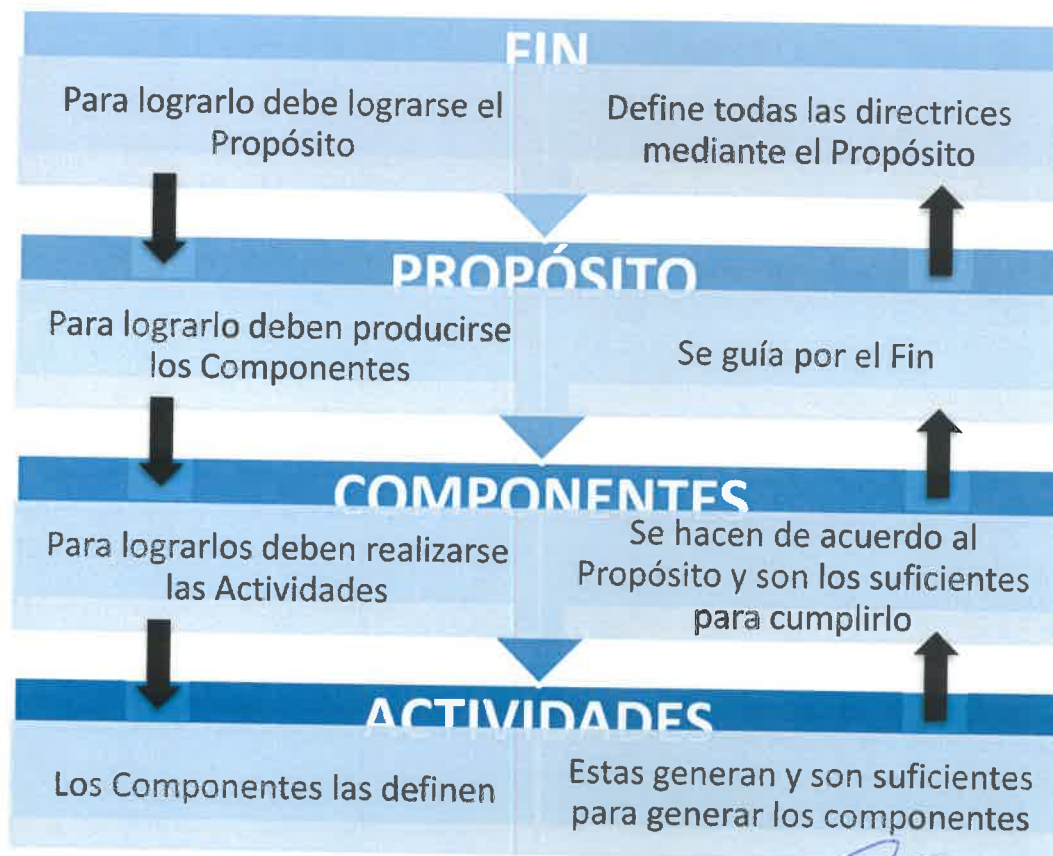 FIN
Para lograrlo debe lograrse el
Propósito
Define todas las directrices
mediante el Propósito
PROPÓSITO
Para lograrlo deben producirse
los Componentes
Se guía por el Fin
COMPONENTES
Para lograrlos deben realizarse
las Actividades
Se hacen de acuerdo al
Propósito y son los suficientes
para cumplirlo
ACTIVIDADES
Los Componentes las definen
Estas generan y son suficientes
para generar los componentes